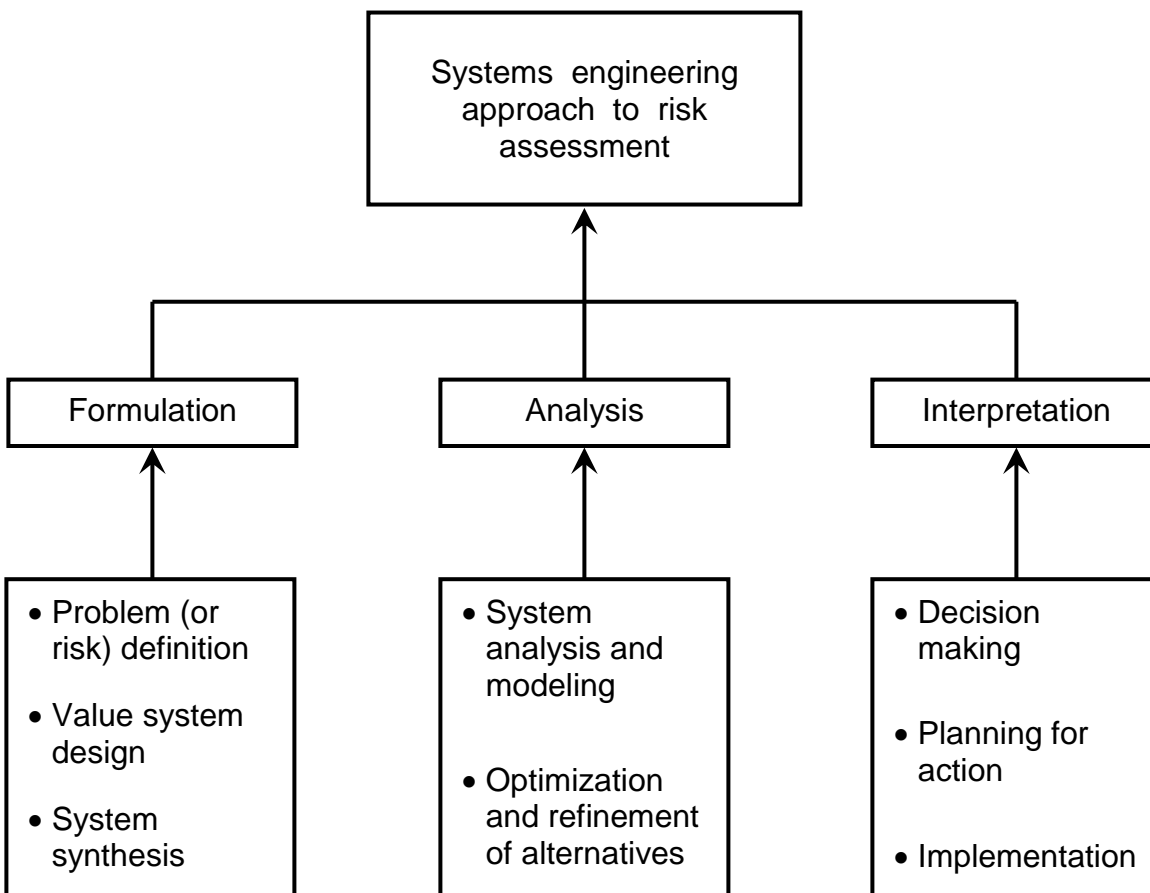 Systems engineering
approach to risk
assessment
Formulation
Analysis
Interpretation
• Problem (or
risk) definition
• Value system
design
• System
synthesis
• System
analysis and
modeling
• Optimization
and refinement
of alternatives
• Decision
making
• Planning for
action
• Implementation